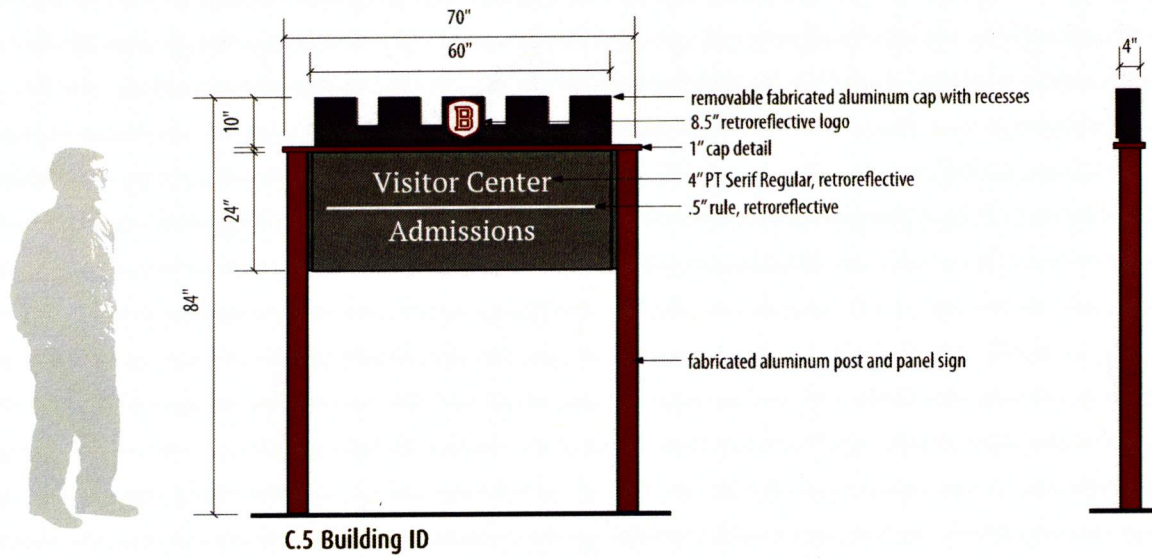 70"
60"
4"
10"
24"
84"
B
removable fabricated aluminum cap with recesses
8.5" retroreflective logo
1" cap detail
Visitor Center
4" PT Serif Regular, retroreflective
.5" rule, retroreflective
Admissions
fabricated aluminum post and panel sign
C.5 Building ID